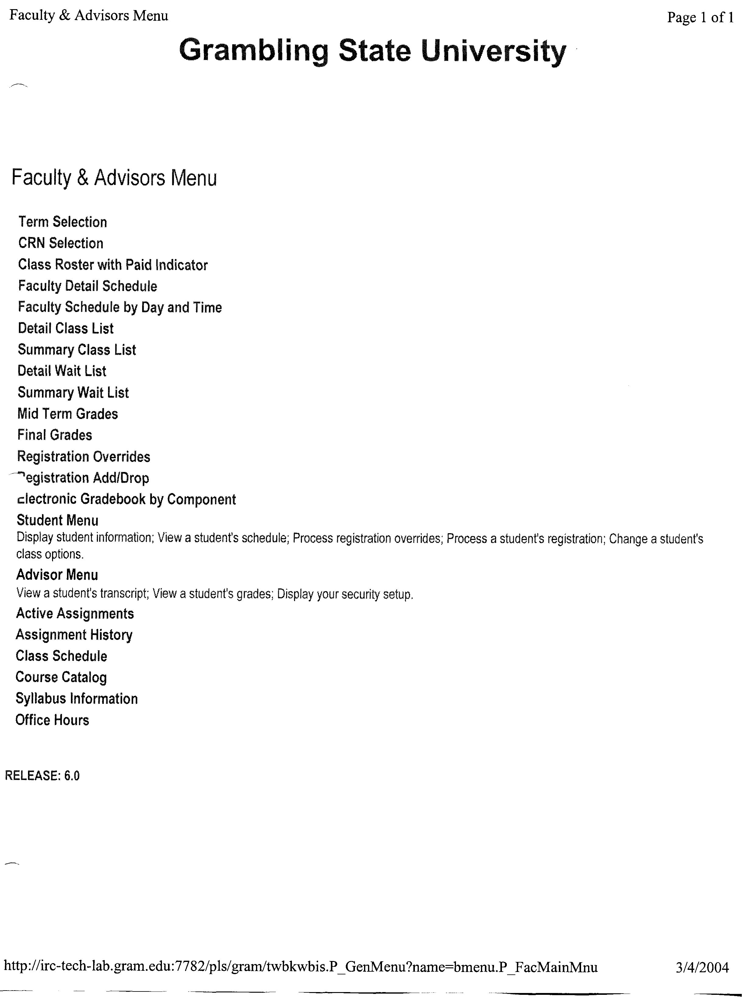 Faculty & Advisors Menu
Page 1 of 1
Grambling State University
Faculty & Advisors Menu
Term Selection
CRN Selection
Class Roster with Paid Indicator
Faculty Detail Schedule
Faculty Schedule by Day and Time
Detail Class List
Summary Class List
Detail Wait List
Summary Wait List
Mid Term Grades
Final Grades
Registration Overrides
Registration Add/Drop
Electronic Gradebook by Component
Student Menu
Display student information; View a student's schedule; Process registration overrides; Process a student's registration; Change a student's
class options.
Advisor Menu
View a student's transcript; View a student's grades; Display your security setup.
Active Assignments
Assignment History
Class Schedule
Course Catalog
Syllabus Information
Office Hours
RELEASE: 6.0
http://irc-tech-lab.gram.edu:7782/pls/gram/twbkwbis.P_GenMenu?name=bmenu.P_FacMainMnu
3/4/2004